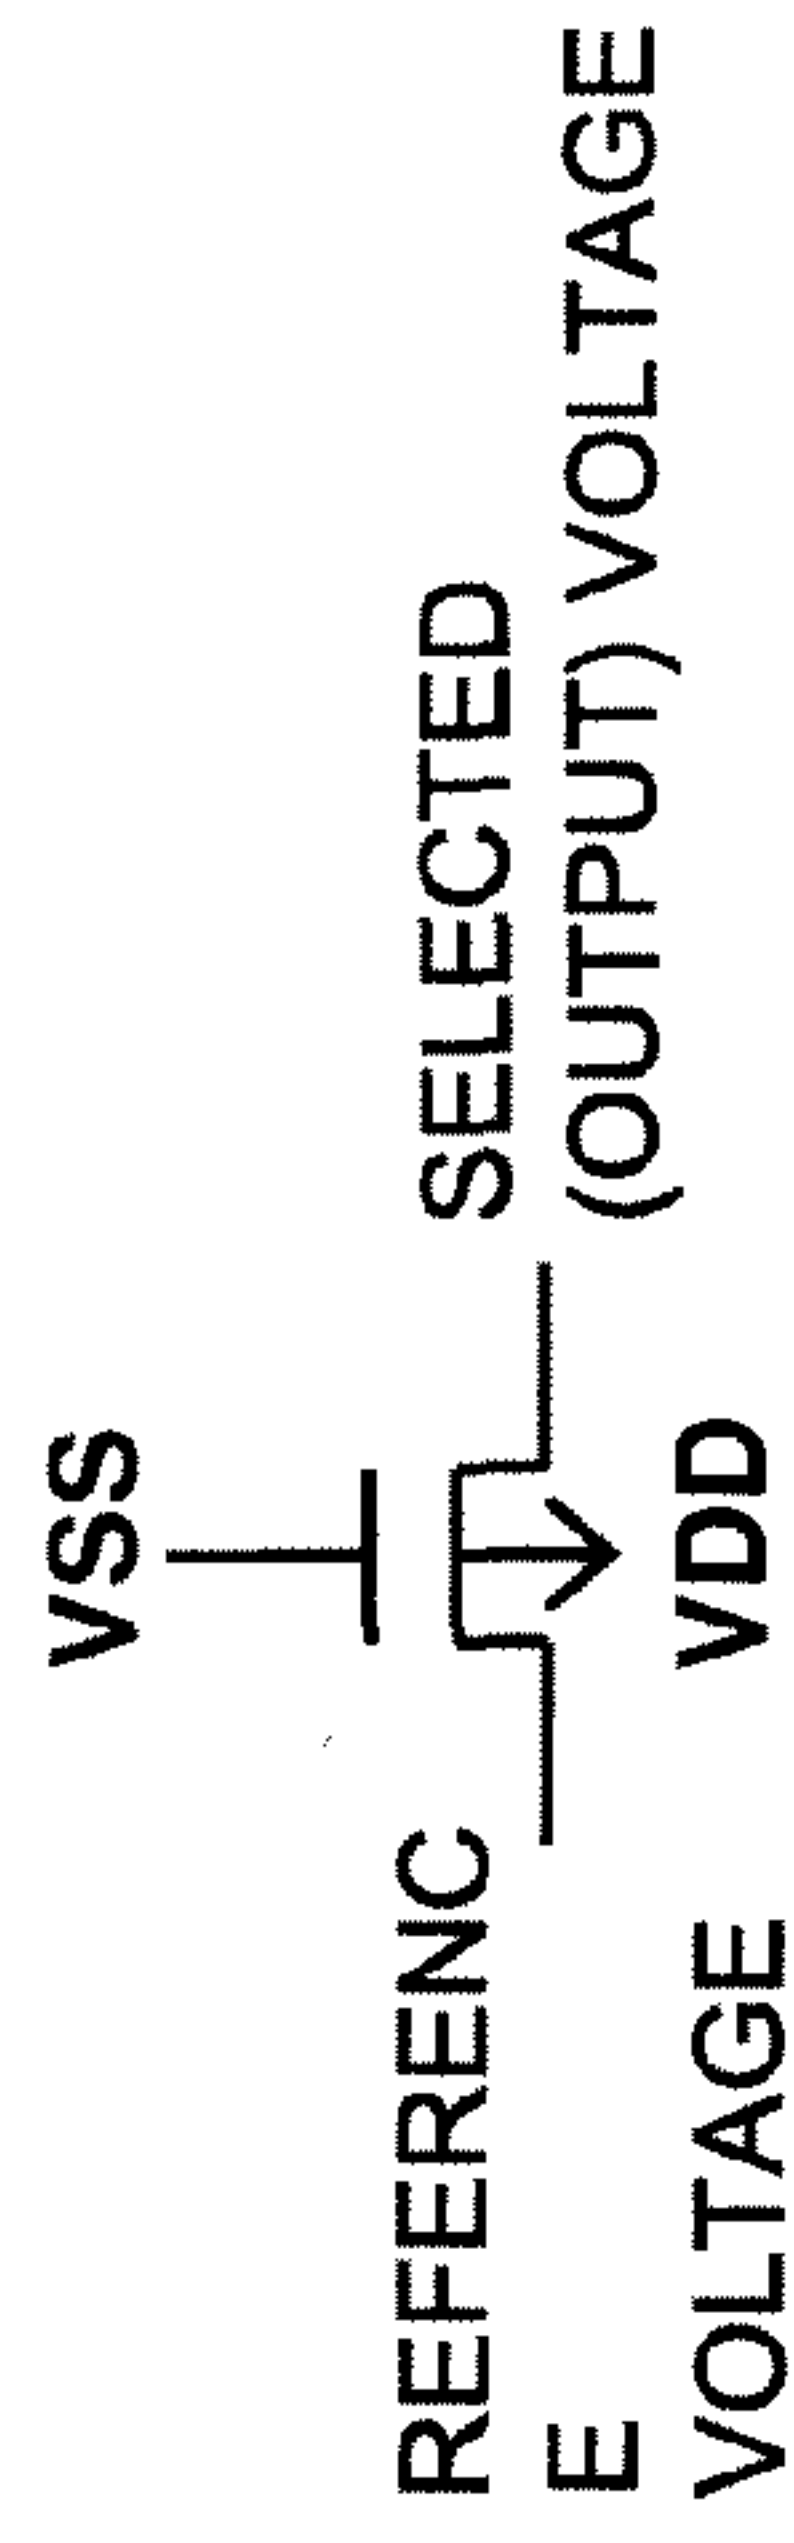 VSS
SELECTED
(OUTPUT) VOLTAGE
REFERENC
E
VOLTAGE
VDD